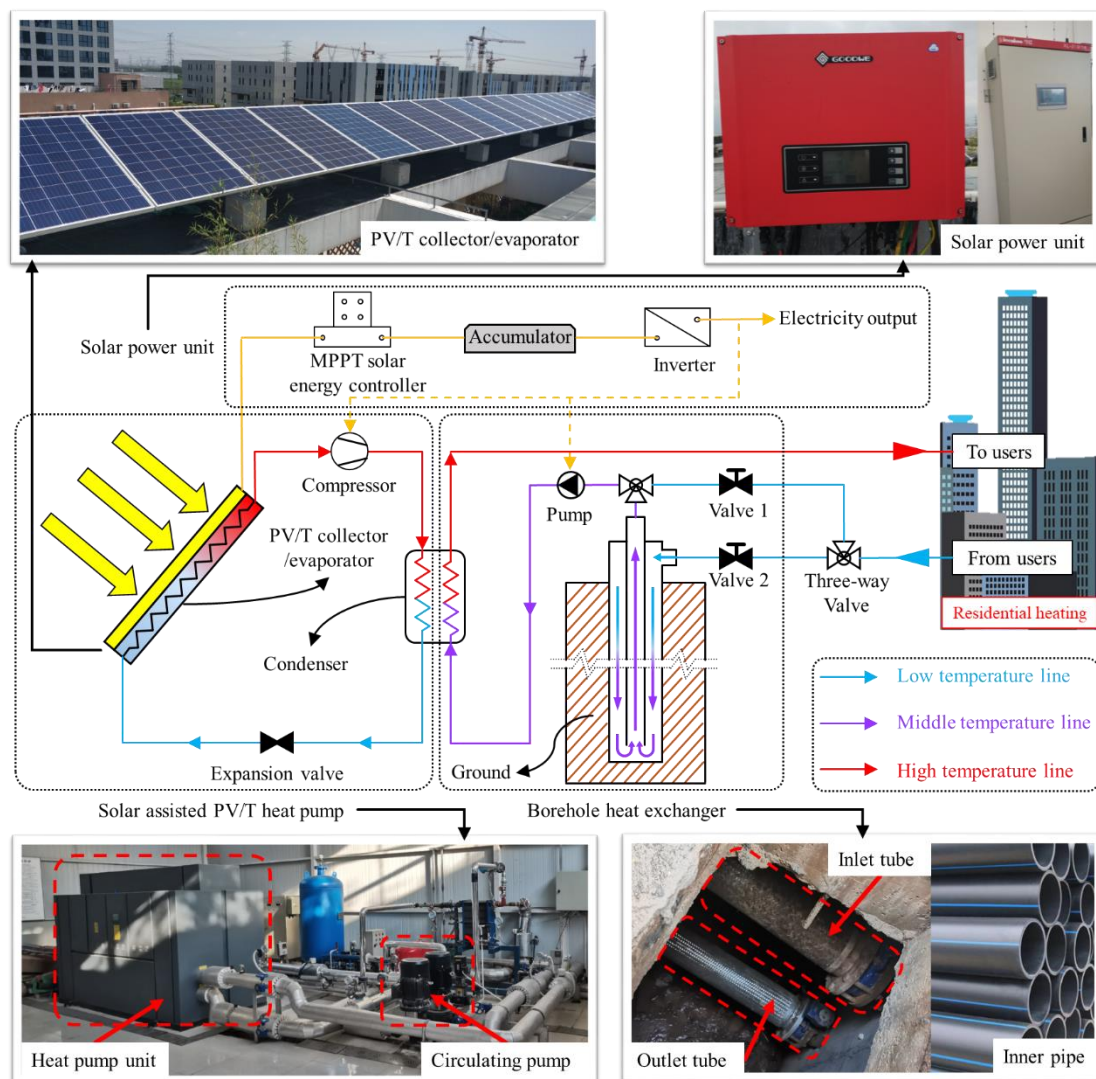 GOODWE
PV/T collector/evaporator
Solar power unit
Solar power unit
MPPT solar
energy controller
Accumulator
Inverter
Electricity output
Compressor
PV/T collector
/evaporator
Condenser
Expansion valve
Pump
Valve 1
Valve 2
Three-way
Valve
To users
From users
Residential heating
Ground
Low temperature line
Middle temperature line
High temperature line
Solar assisted PV/T heat pump
Borehole heat exchanger
Heat pump unit
Circulating pump
Inlet tube
Outlet tube
Inner pipe